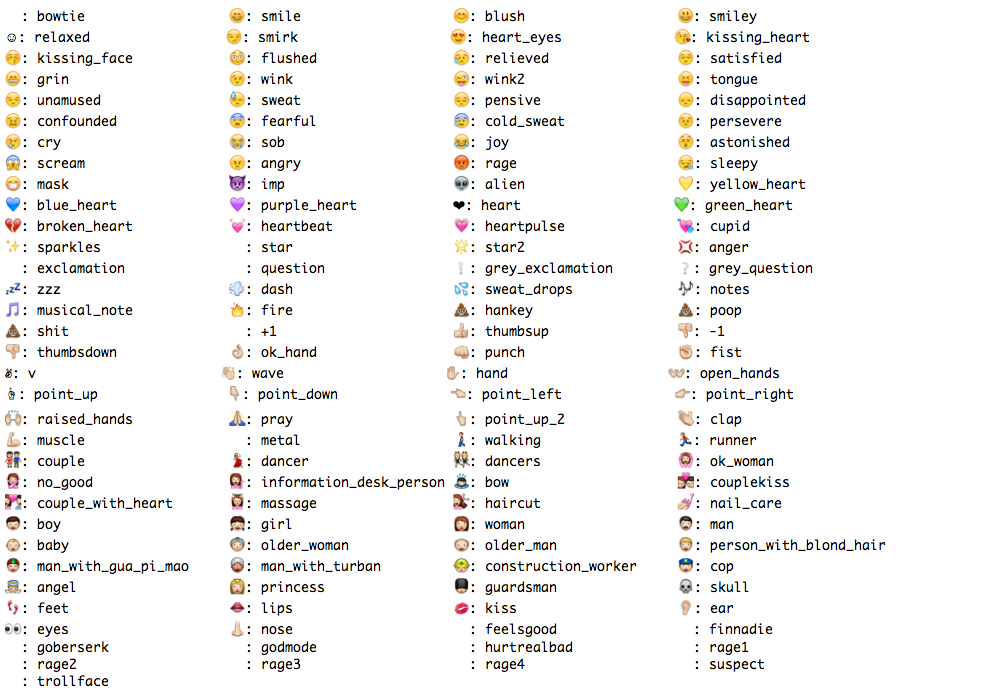 : bowtie 😄: smile 😊: blush 😃: smiley
☺: relaxed 😏: smirk 😍: heart_eyes 😘: kissing_heart
😚: kissing_face 😳: flushed 😥: relieved 😌: satisfied
😁: grin 😉: wink 😜: wink2 😝: tongue
😒: unamused 😓: sweat 😔: pensive 😞: disappointed
😖: confounded 😨: fearful 😰: cold_sweat 😣: persevere
😢: cry 😭: sob 😂: joy 😲: astonished
😱: scream 😠: angry 😡: rage 😪: sleepy
😷: mask 👿: imp 👽: alien 💛: yellow_heart
💙: blue_heart 💜: purple_heart ❤: heart 💚: green_heart
💔: broken_heart 💓: heartbeat 💗: heartpulse 💘: cupid
✨: sparkles : star 🌟: star2 💢: anger
: exclamation : question ❕: grey_exclamation ❔: grey_question
💤: zzz 💨: dash 💦: sweat_drops 🎶: notes
🎵: musical_note 🔥: fire 💩: hankey 💩: poop
💩: shit : +1 👍: thumbsup 👎: -1
👎: thumbsdown 👌: ok_hand 👊: punch ✊: fist
✌: v 👋: wave ✋: hand 👐: open_hands
☝: point_up 👇: point_down 👈: point_left 👉: point_right
🙌: raised_hands 🙏: pray 👆: point_up_2 👏: clap
💪: muscle : metal 🚶: walking 🏃: runner
👫: couple 💃: dancer 👯: dancers 🙆: ok_woman
🙅: no_good 💁: information_desk_person 🙇: bow 💏: couplekiss
💑: couple_with_heart 💆: massage 💇: haircut 💅: nail_care
👦: boy 👧: girl 👩: woman 👨: man
👶: baby 👵: older_woman 👴: older_man 👱: person_with_blond_hair
👲: man_with_gua_pi_mao 👳: man_with_turban 👷: construction_worker 👮: cop
👼: angel 👸: princess 💂: guardsman 💀: skull
👣: feet 👄: lips 💋: kiss 👂: ear
👀: eyes 👃: nose : feelsgood : finnadie
: goberserk : godmode : hurtrealbad : rage1
: rage2 : rage3 : rage4 : suspect
: trollface